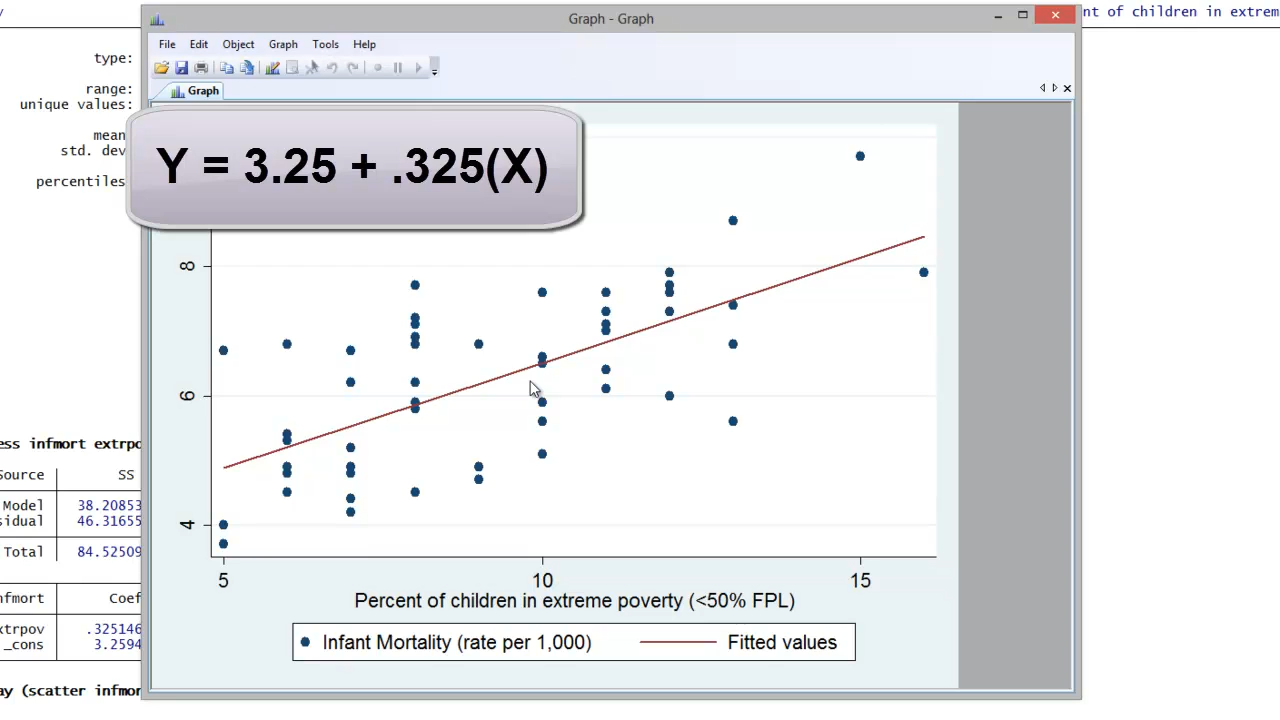 Graph - Graph
nt of children in extrem
File Edit Object Graph Tools Help
type:
range:
unique values:
Graph
mean
std. dev
percentiles
Y = 3.25 + .325(X)
8
6
4
5 10 15
Percent of children in extreme poverty (<50% FPL)
Infant Mortality (rate per 1,000) Fitted values
ess infmort extrpo
Source SS
Model 38.20853
sidual 46.31655
Total 84.52509
nfmort Coef
xtrpov .325146
_cons 3.2594
ay (scatter infmor